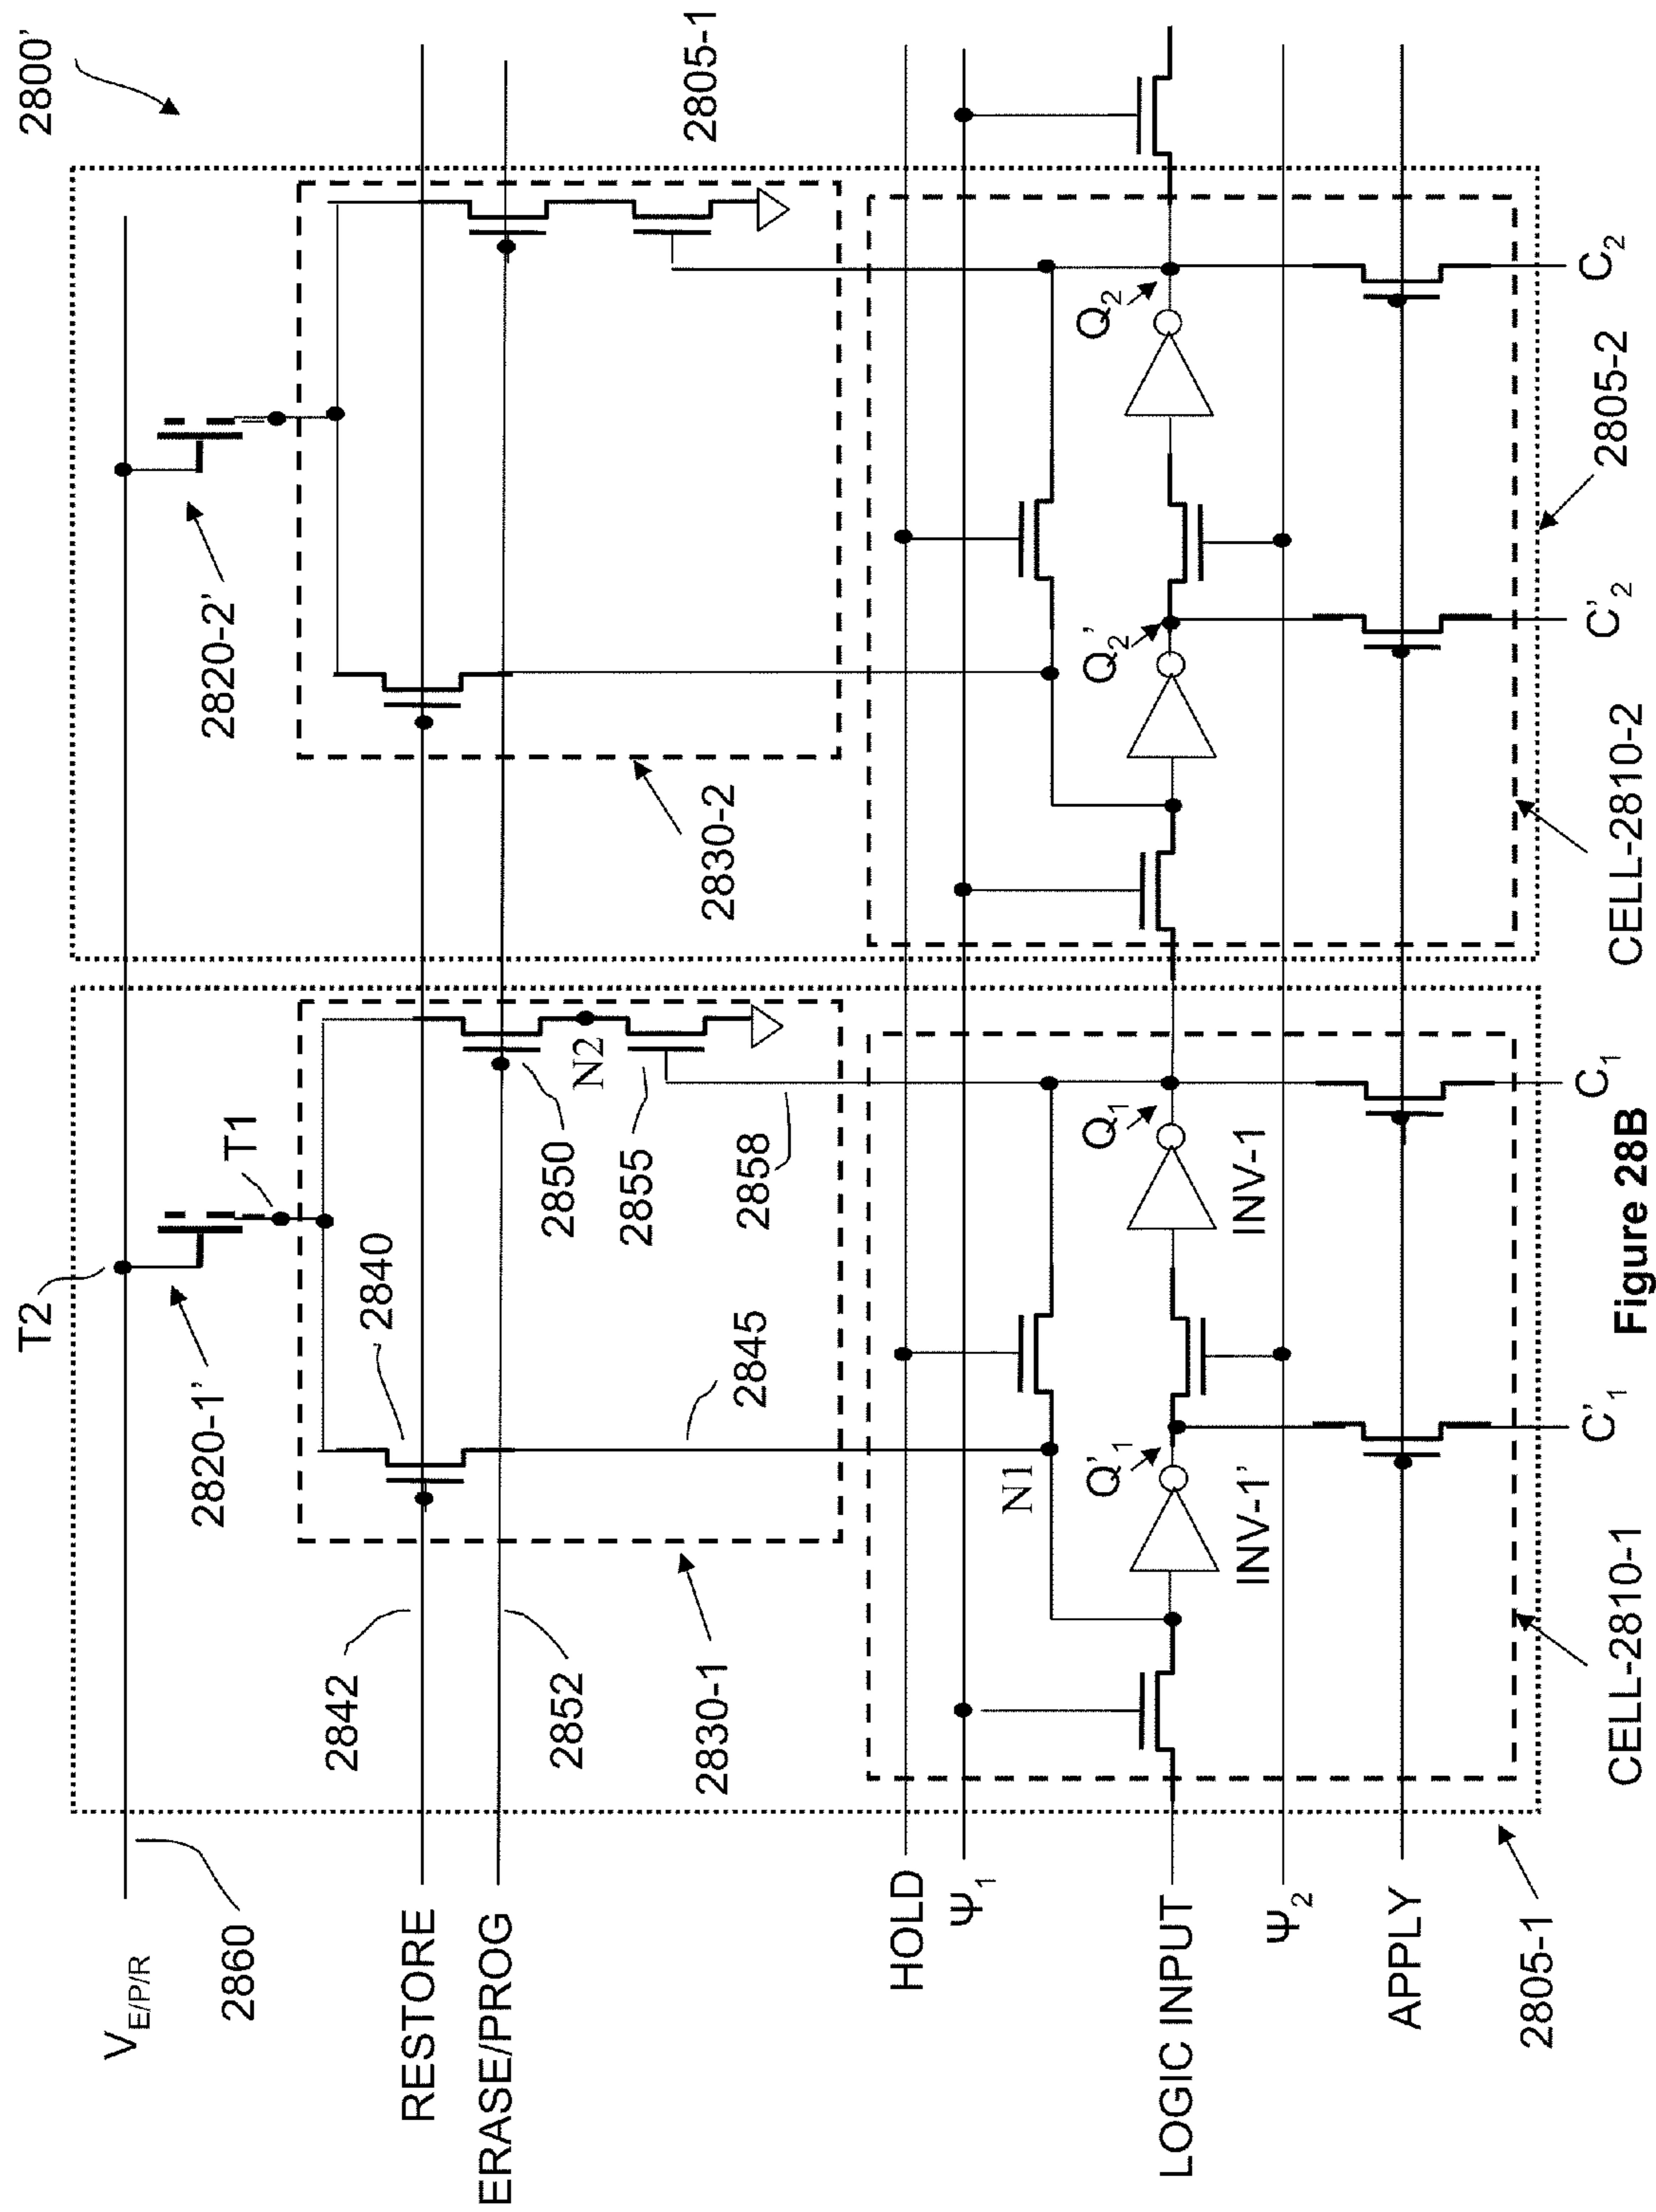 2800'
T2
T1
2820-1'
2820-2'
V E/P/R
2860
RESTORE
2842
2840
ERASE/PROG
2852
2850
N2
2855
2805-1
2830-1
2845
2858
2830-2
HOLD
Ψ1
N1
Q'1
Q1
Q2'
Q2
LOGIC INPUT
INV-1'
INV-1
Ψ2
APPLY
C'1
C1
C'2
C2
2805-1
CELL-2810-1
CELL-2810-2
2805-2
Figure 28B